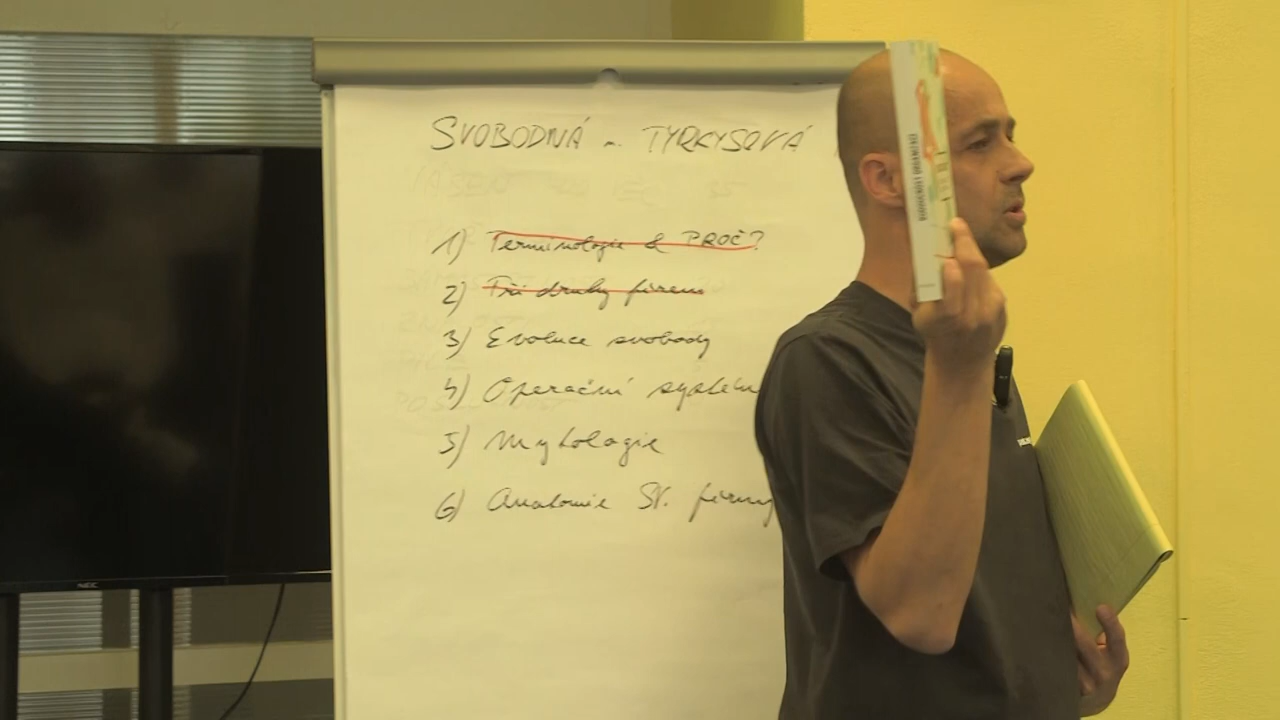 SVOBODNÁ n. TYRKYSOVÁ
1) Terminologie & PROČ?
2) Tři druhy firem
3) Evoluce svobody
4) Operační systém
5) Mytologie
6) Anatomie SV. firmy
NEC